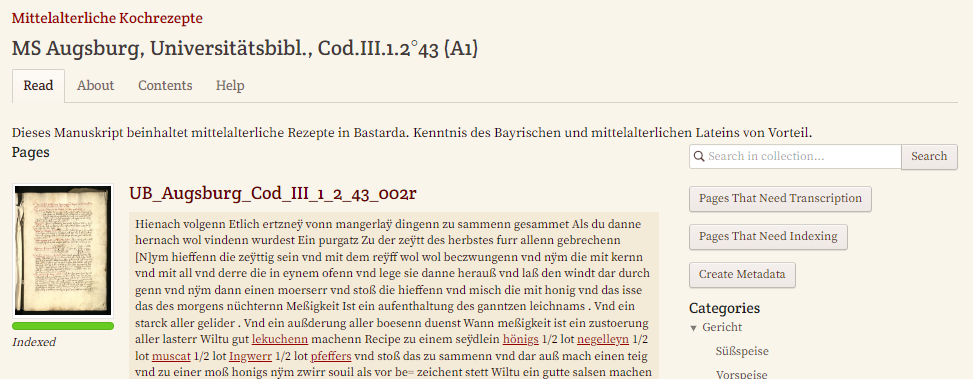 Mittelalterliche Kochrezepte
MS Augsburg, Universitätsbibl., Cod.III.1.2°43 (A1)
Read About Contents Help
Dieses Manuskript beinhaltet mittelalterliche Rezepte in Bastarda. Kenntnis des Bayrischen und mittelalterlichen Lateins von Vorteil.
Pages
Search in collection... Search
UB_Augsburg_Cod_III_1_2_43_002r
Hienach volgenn Etlich ertzneÿ vonn mangerlaÿ dingenn zu sammenn gesammet Als du danne
hernach wol vindenn wurdest Ein purgatz Zu der zeÿtt des herbstes furr allenn gebrechenn
[N]ym hieffenn die zeÿttig sein vnd mit dem reÿff wol wol beczwungenn vnd nÿm die mit kernn
vnd mit all vnd derre die in eynem ofenn vnd lege sie danne herauß vnd laß den windt dar durch
genn vnd nÿm dann einen moerserr vnd stoß die hieffenn vnd misch die mit honig vnd das isse
das des morgens nüchternn Meßigkeit Ist ein aufenthaltung des ganntzen leichnams . Vnd ein
starck aller gelider . Vnd ein außderung aller boesenn duenst Wann meßigkeit ist ein zustoerung
aller lasterr Wiltu gut lekuchenn machenn Recipe zu einem seÿdlein hönigs 1/2 lot negelleyn 1/2
lot muscat 1/2 lot Ingwerr 1/2 lot pfeffers vnd stoß das zu sammenn vnd dar auß mach einen teig
vnd zu einer moß honigs nÿm zwirr souil als vor be= zeichent stett Wiltu ein gutte salsen machen
Indexed
Pages That Need Transcription
Pages That Need Indexing
Create Metadata
Categories
Gericht
Süßspeise
Vorspeise